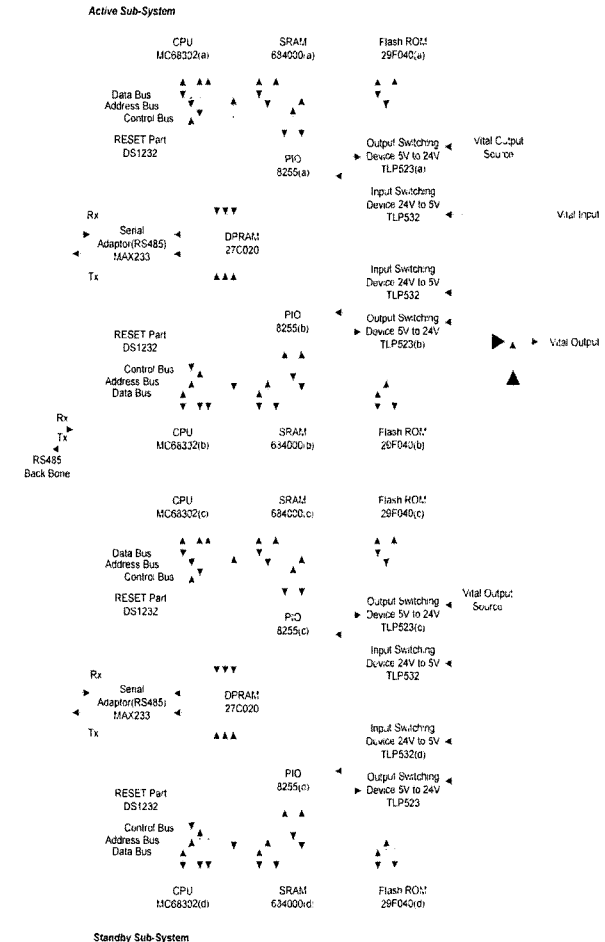 Active Sub-System
CPU
MC68302(a)
SRAM
684000(a)
Flash ROM
29F040(a)
Data Bus
Address Bus
Control Bus
RESET Part
DS1232
PIO
8255(a)
Output Switching
Device 5V to 24V
TLP523(a)
Vital Output
Source
Input Switching
Device 24V to 5V
TLP532
Vital Input
Rx
Serial
Adaptor(RS485)
MAX233
Tx
DPRAM
27C020
Input Switching
Device 24V to 5V
TLP532
PIO
8255(b)
Output Switching
Device 5V to 24V
TLP523(b)
Vital Output
RESET Part
DS1232
Control Bus
Address Bus
Data Bus
CPU
MC68302(b)
SRAM
684000(b)
Flash ROM
29F040(b)
Rx
Tx
RS485
Back Bone
CPU
MC68302(c)
SRAM
684000(c)
Flash ROM
29F040(c)
Data Bus
Address Bus
Control Bus
RESET Part
DS1232
PIO
8255(c)
Output Switching
Device 5V to 24V
TLP523(c)
Vital Output
Source
Input Switching
Device 24V to 5V
TLP532
Rx
Serial
Adaptor(RS485)
MAX233
Tx
DPRAM
27C020
Input Switching
Device 24V to 5V
TLP532(d)
PIO
8255(d)
Output Switching
Device 5V to 24V
TLP523
RESET Part
DS1232
Control Bus
Address Bus
Data Bus
CPU
MC68302(d)
SRAM
684000(d)
Flash ROM
29F040(d)
Standby Sub-System